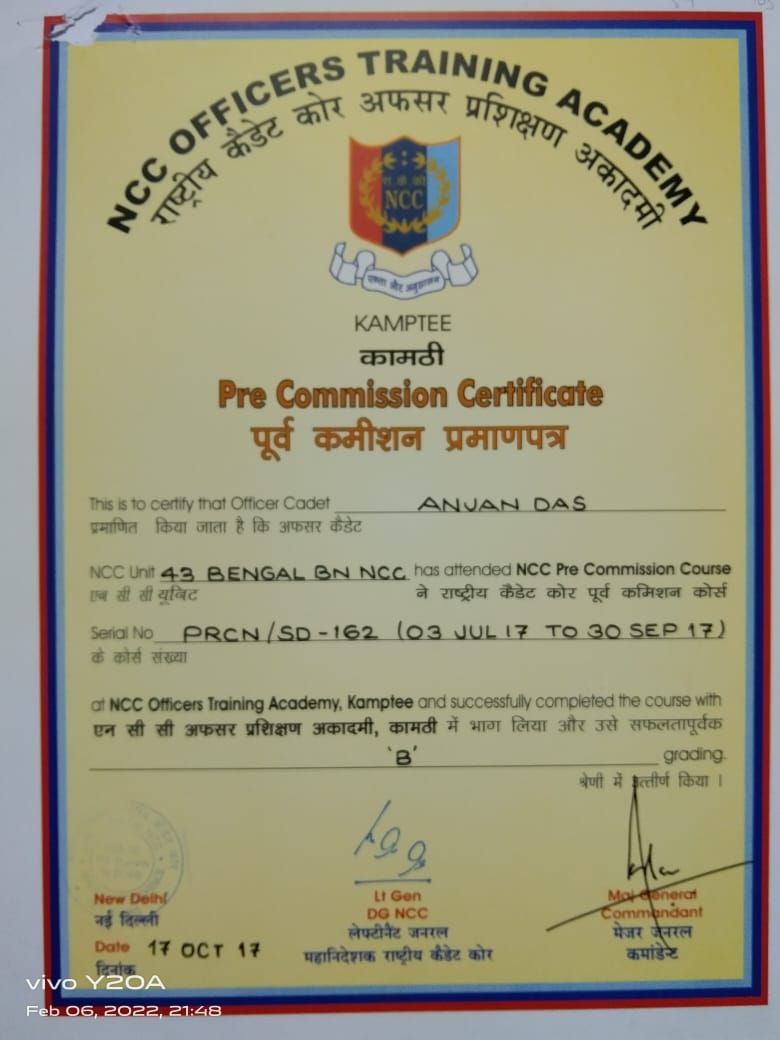 NCC OFFICERS TRAINING ACADEMY
राष्ट्रीय कैडेट कोर अफसर प्रशिक्षण अकादमी
रा. कै. को
NCC
एकता और अनुशासन
KAMPTEE
कामठी
Pre Commission Certificate
पूर्व कमीशन प्रमाणपत्र
This is to certify that Officer Cadet ANJAN DAS
प्रमाणित किया जाता है कि अफसर कैडेट
NCC Unit 43 BENGAL BN NCC has attended NCC Pre Commission Course
एन सी सी यूनिट ने राष्ट्रीय कैडेट कोर पूर्व कमिशन कोर्स
Serial No PRCN/SD-162 (03 JUL 17 TO 30 SEP 17)
के कोर्स संख्या
at NCC Officers Training Academy, Kamptee and successfully completed the course with
एन सी सी अफसर प्रशिक्षण अकादमी, कामठी में भाग लिया और उसे सफलतापूर्वक
'B' grading.
श्रेणी में उत्तीर्ण किया ।
New Delhi
नई दिल्ली
Date 17 OCT 17
दिनांक
Lt Gen
DG NCC
लेफ्टीनैंट जनरल
महानिदेशक राष्ट्रीय कैडेट कोर
Maj General
Commandant
मेजर जनरल
कमांडेन्ट
vivo Y20A
Feb 06, 2022, 21:48